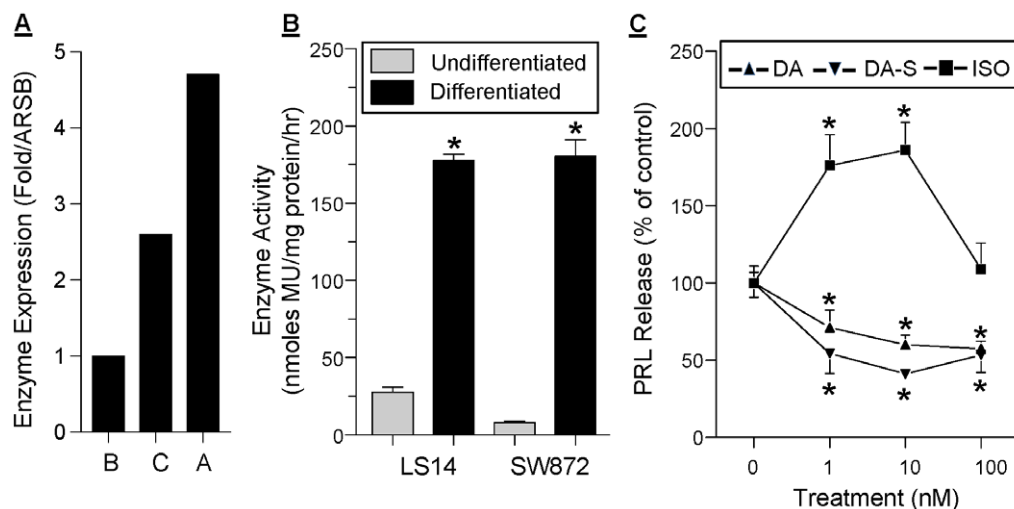 A
Enzyme Expression (Fold/ARSB)
5
4
3
2
1
0
B C A
B
Enzyme Activity
(nmoles MU/mg protein/hr)
250
200
150
100
50
0
Undifferentiated
Differentiated
* *
LS14 SW872
C
PRL Release (% of control)
250
200
150
100
50
0
DA DA-S ISO
* *
* * *
* * *
0 1 10 100
Treatment (nM)